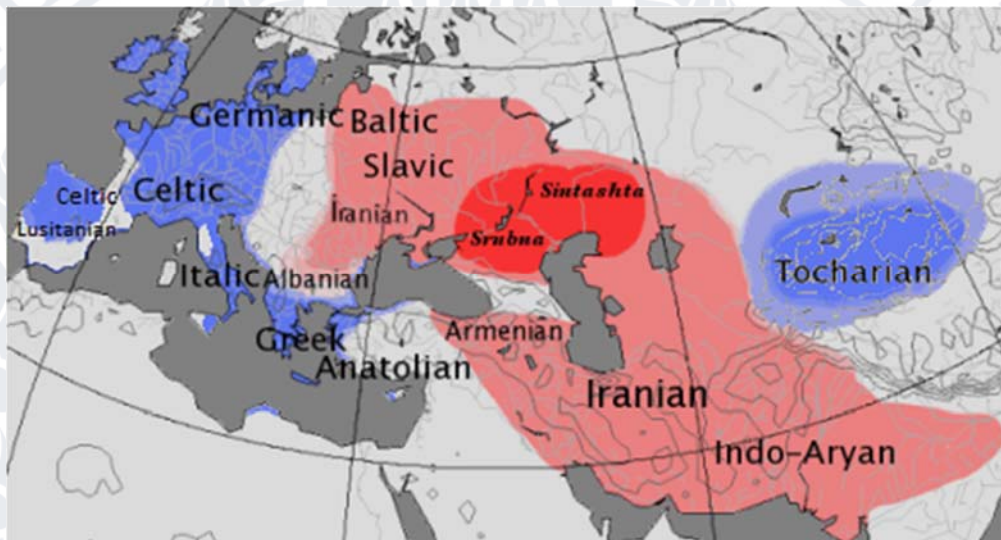 Germanic
Baltic
Slavic
Celtic
Celtic
Sintashta
Iranian
Lusitanian
Srubna
Italic
Albanian
Tocharian
Greek
Armenian
Anatolian
Iranian
Indo-Aryan